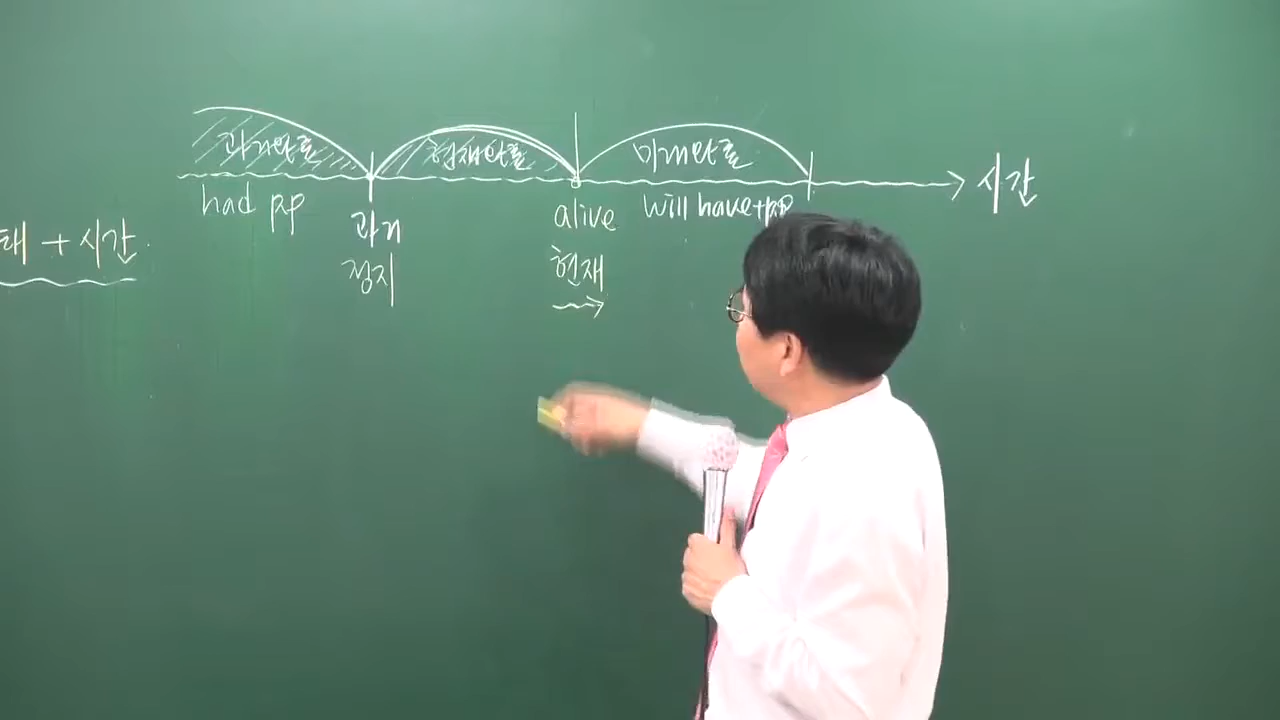 과거완료 현재완료 미래완료
시간
had pp
과거
정지
alive
현재
will have+pp
태 + 시간